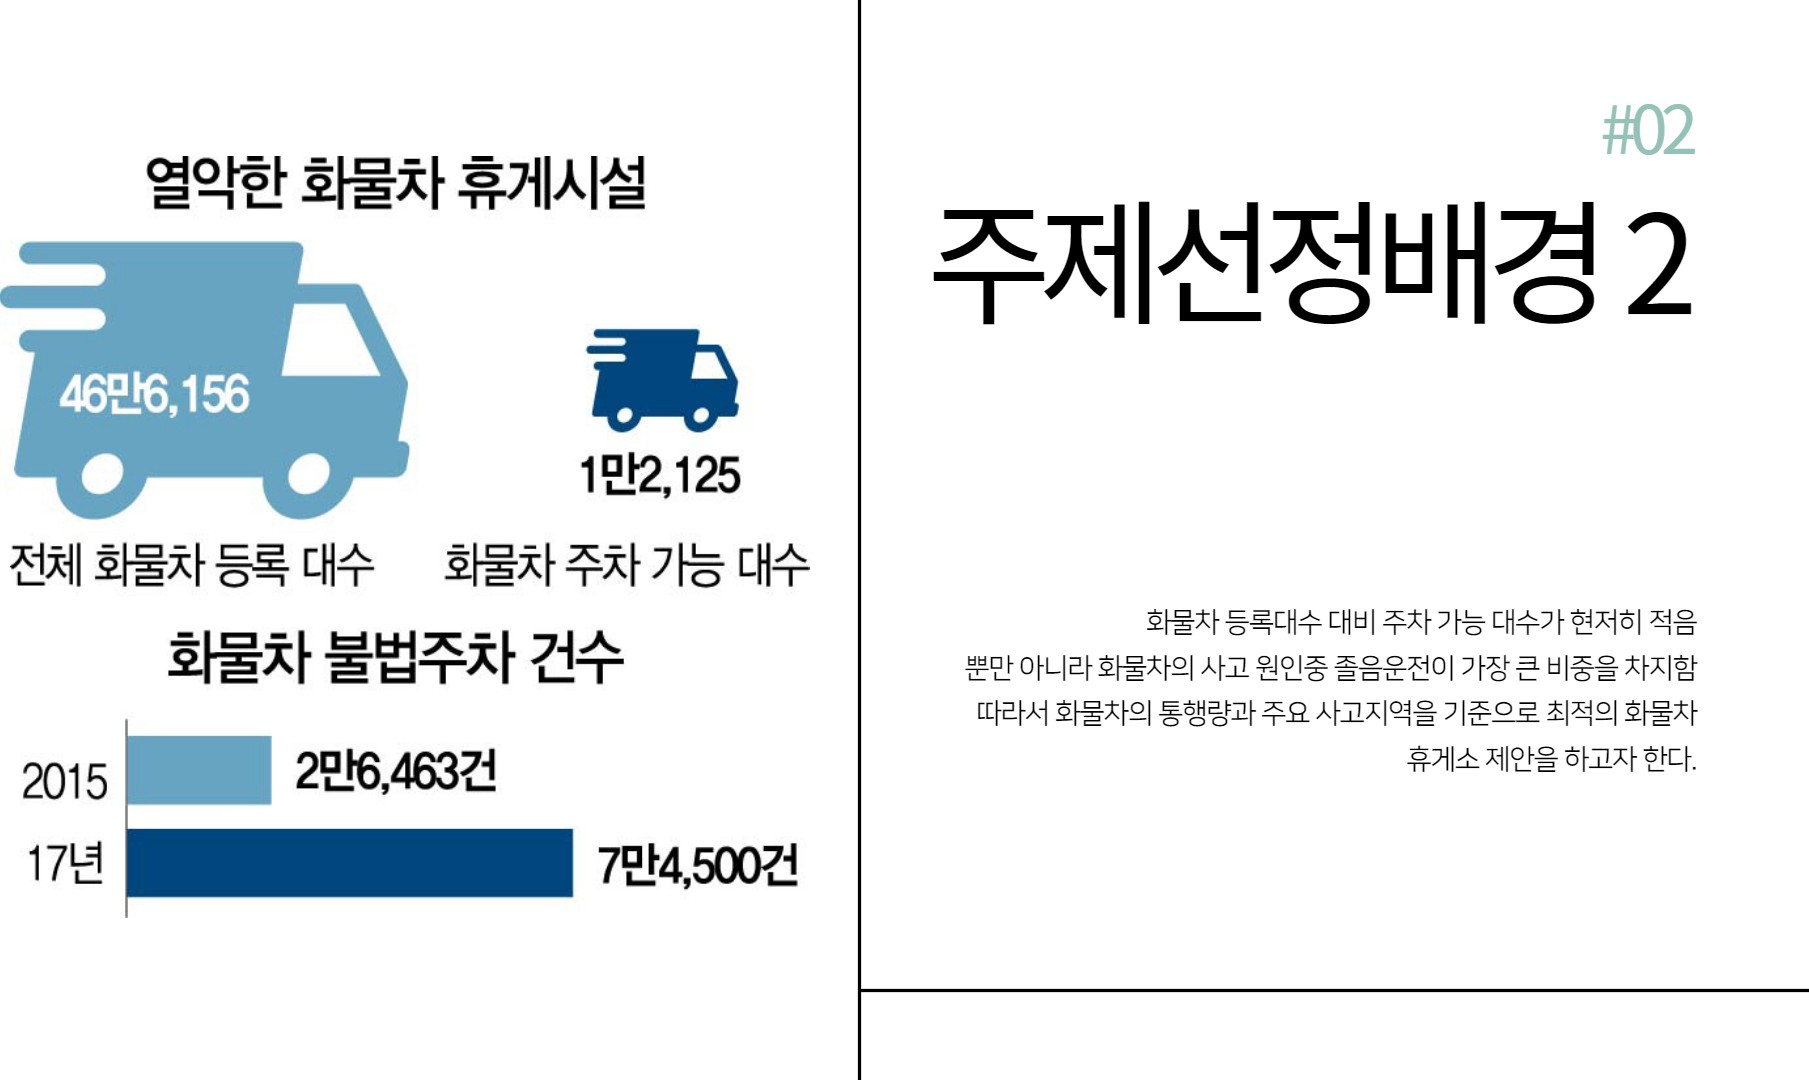 열악한 화물차 휴게시설
46만6,156
1만2,125
전체 화물차 등록 대수
화물차 주차 가능 대수
화물차 불법주차 건수
2015
2만6,463건
17년
7만4,500건
#02
주제선정배경 2
화물차 등록대수 대비 주차 가능 대수가 현저히 적음
뿐만 아니라 화물차의 사고 원인중 졸음운전이 가장 큰 비중을 차지함
따라서 화물차의 통행량과 주요 사고지역을 기준으로 최적의 화물차
휴게소 제안을 하고자 한다.